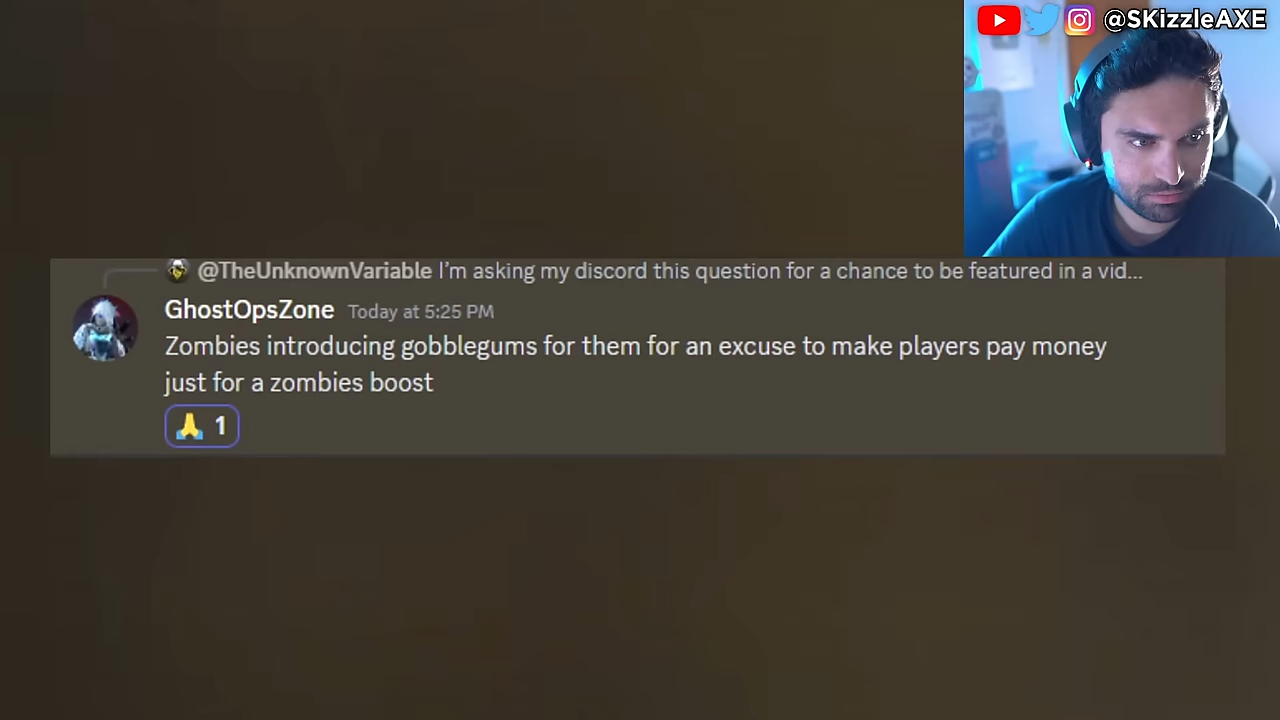 @SKizzleAXE
@TheUnknownVariable I'm asking my discord this question for a chance to be featured in a vid...
GhostOpsZone Today at 5:25 PM
Zombies introducing gobblegums for them for an excuse to make players pay money
just for a zombies boost
🙏 1